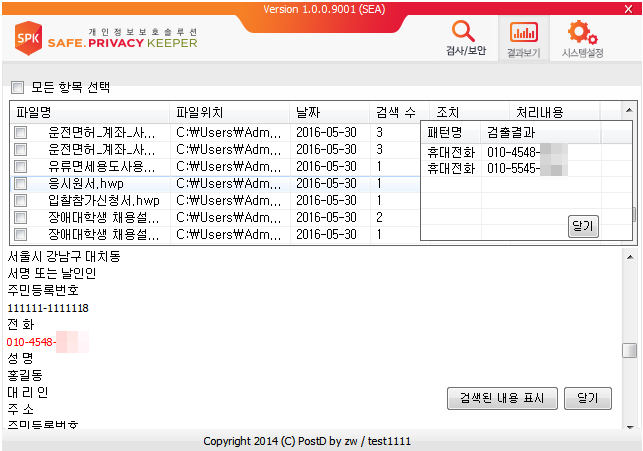 Version 1.0.0.9001 (SEA)
X
SPK
개인정보보호솔루션
SAFE.PRIVACY KEEPER
검사/보안
결과보기
시스템설정
모든 항목 선택
파일명 파일위치 날짜 검색 수 조치 처리내용
운전면허_계좌_사... C:₩Users₩Adm... 2016-05-30 3
운전면허_계좌_사... C:₩Users₩Adm... 2016-05-30 3
유류면세용도사용... C:₩Users₩Adm... 2016-05-30 1
응시원서.hwp C:₩Users₩Adm... 2016-05-30 1
입찰참가신청서.hwp C:₩Users₩Adm... 2016-05-30 1
장애대학생 채용설... C:₩Users₩Adm... 2016-05-30 2
장애대학생 채용설... C:₩Users₩Adm... 2016-05-30 1
패턴명 검출결과
휴대전화 010-4548-
휴대전화 010-5545-
닫기
서울시 강남구 대치동
서명 또는 날인인
주민등록번호
111111-1111118
전 화
010-4548-
성 명
홍길동
대 리 인
주 소
주민등록번호
검색된 내용 표시
닫기
Copyright 2014 (C) PostD by zw / test1111